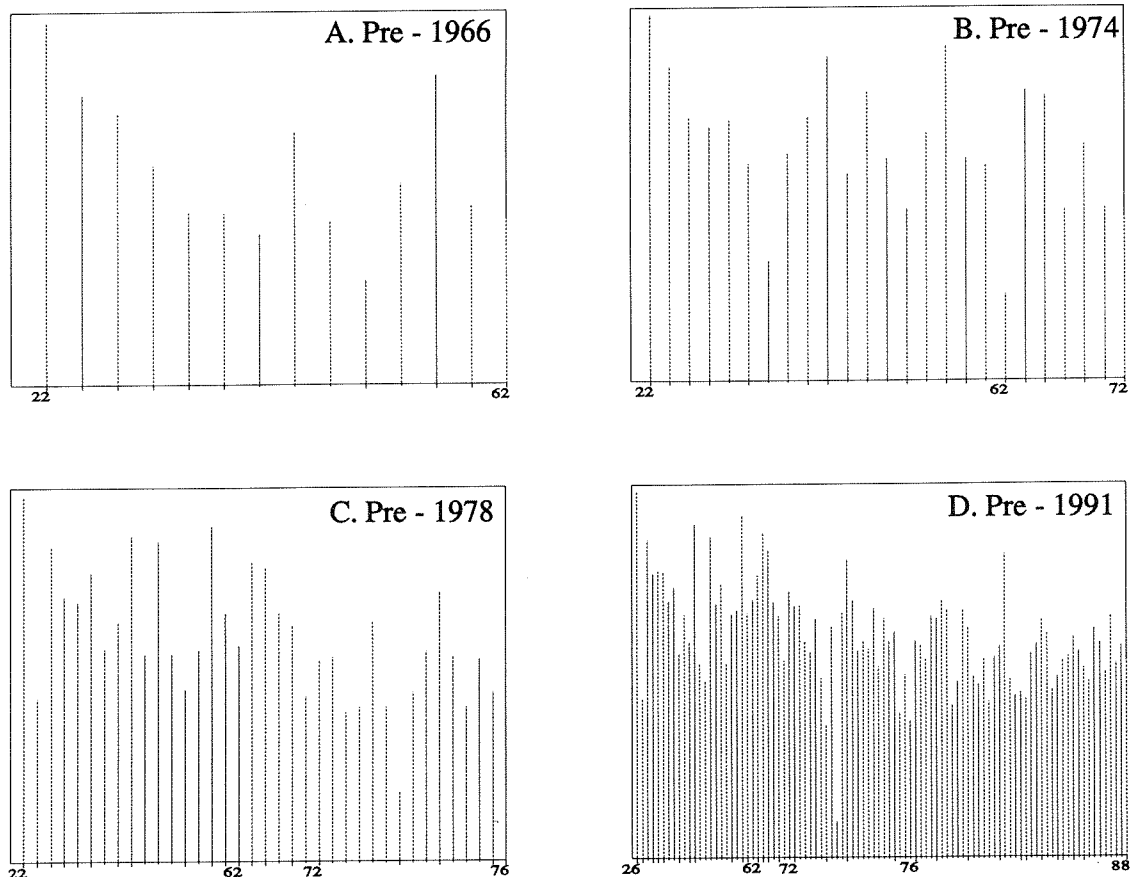 A. Pre - 1966
22 62
B. Pre - 1974
22 62 72
C. Pre - 1978
22 62 72 76
D. Pre - 1991
26 62 72 76 88